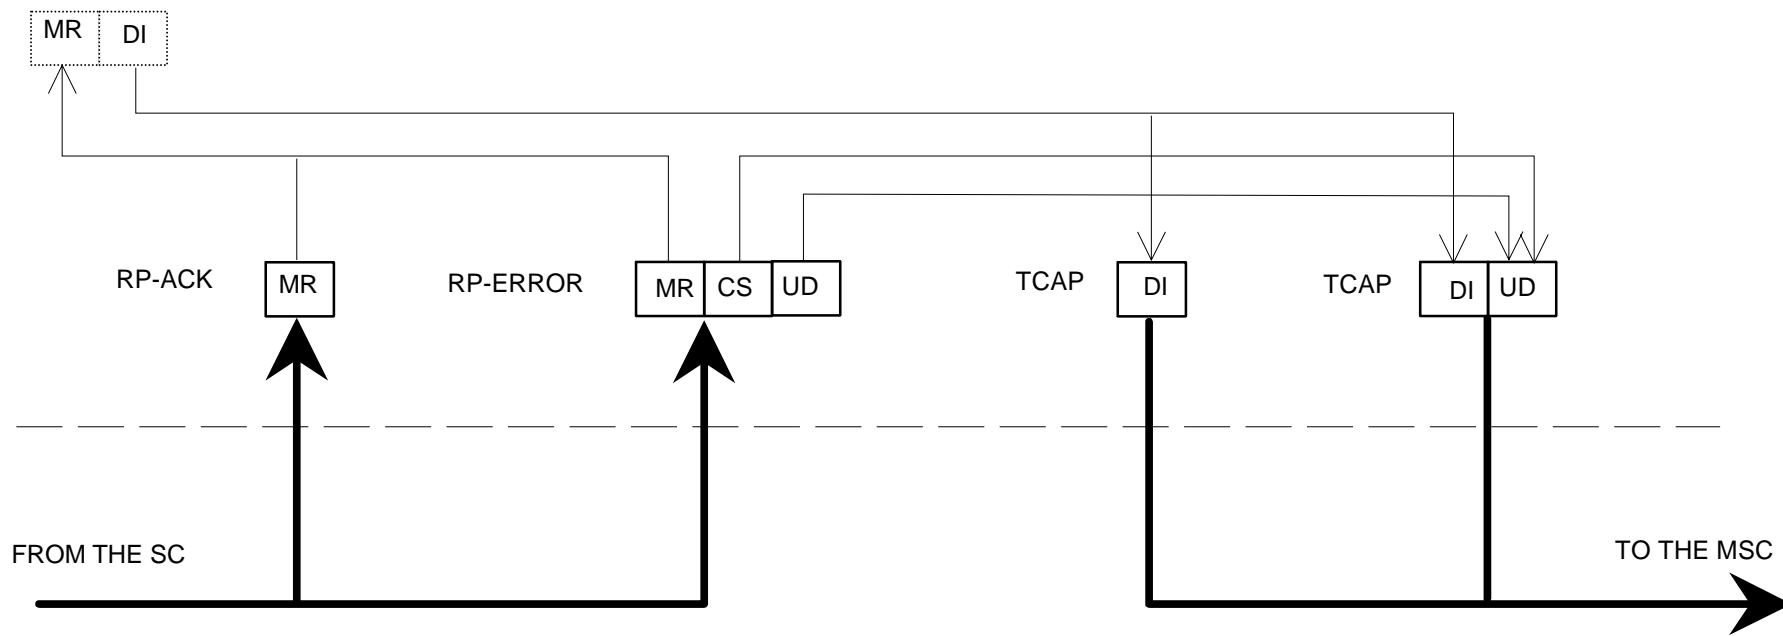 MR DI
RP-ACK MR RP-ERROR MR CS UD TCAP DI TCAP DI UD
FROM THE SC TO THE MSC